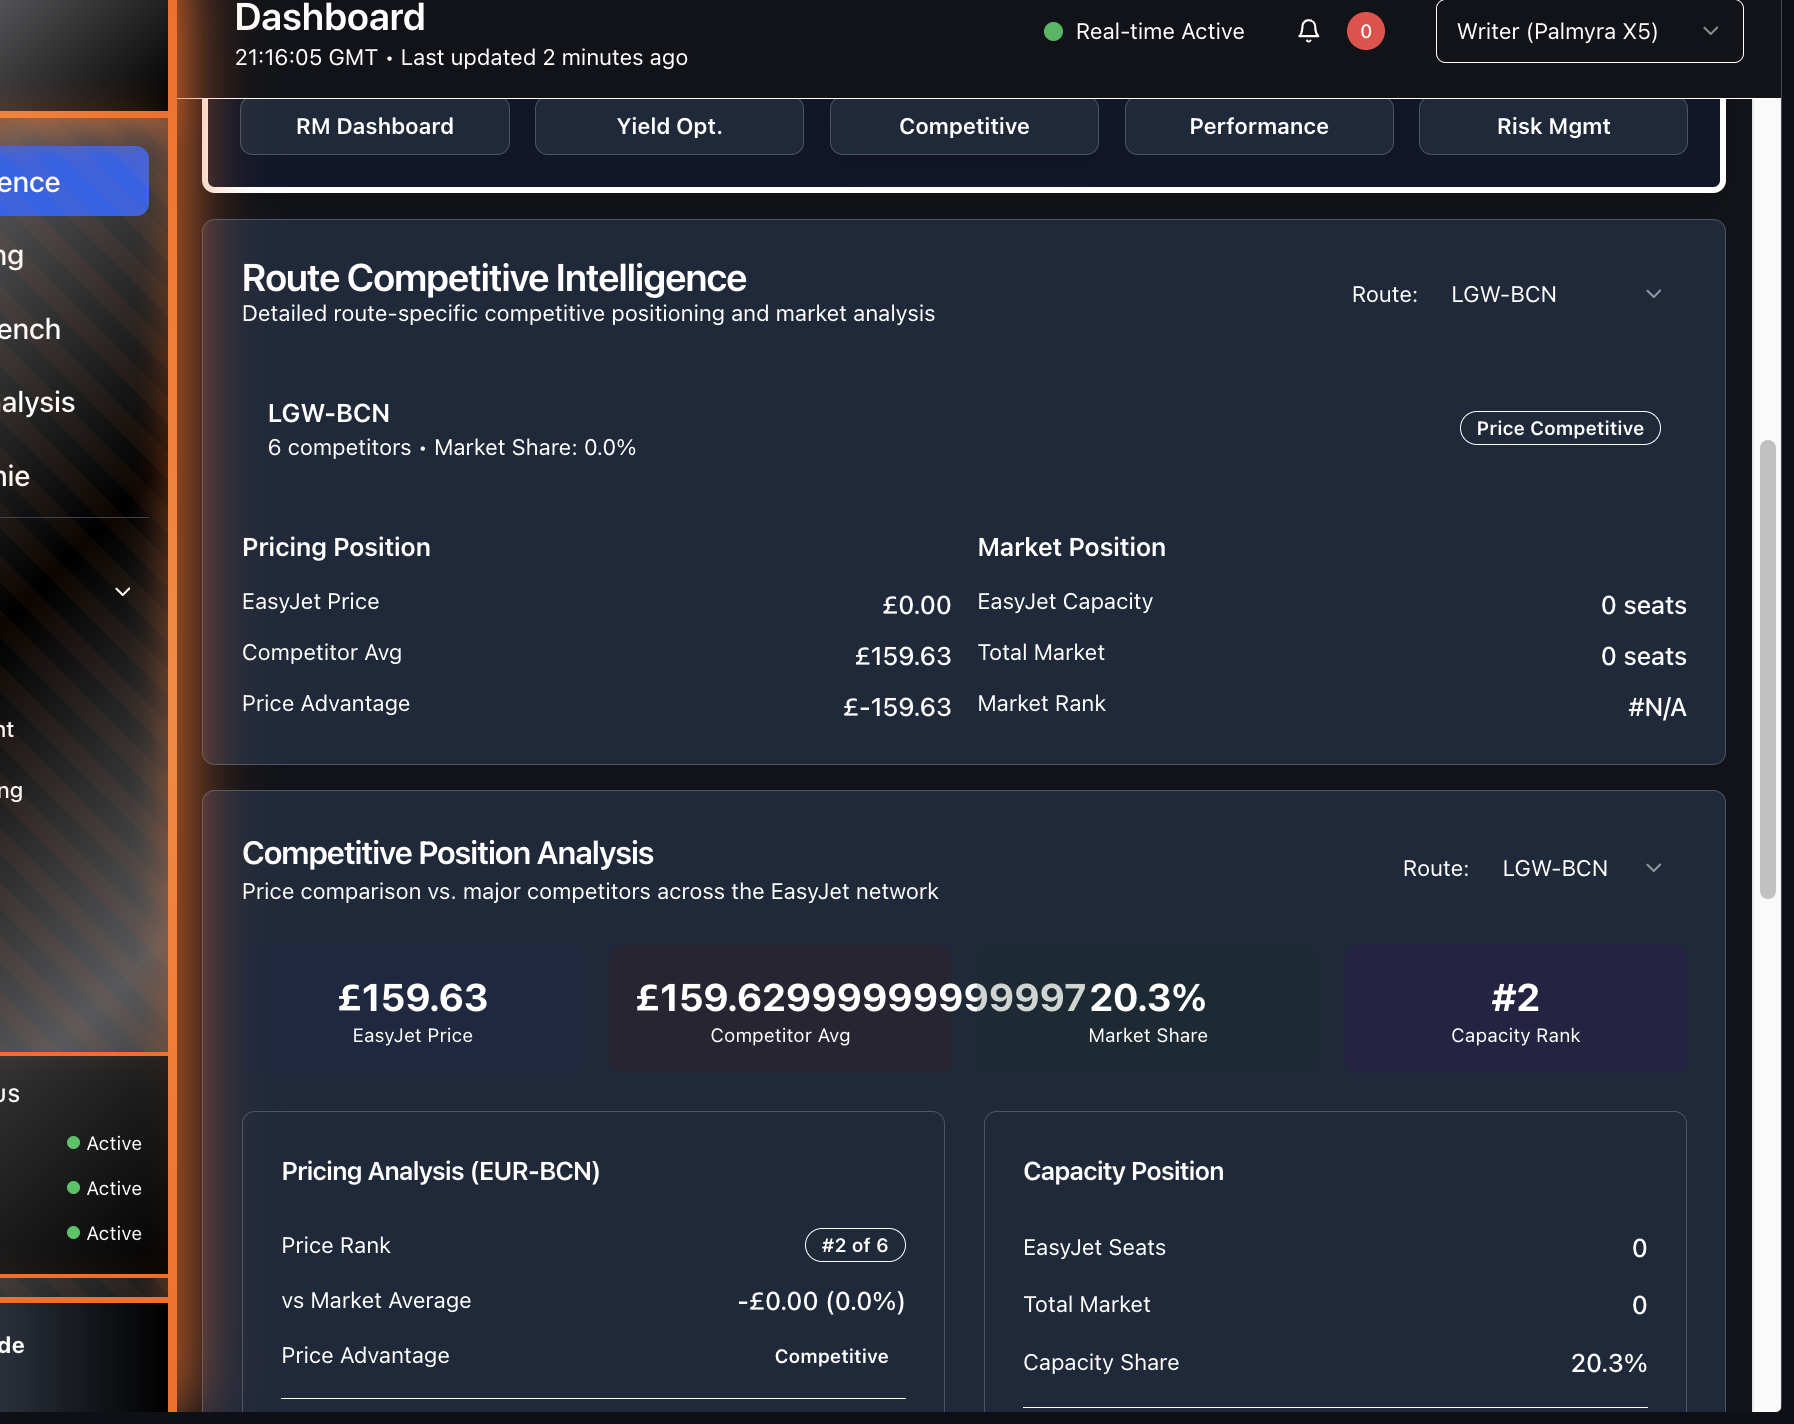 Dashboard
21:16:05 GMT • Last updated 2 minutes ago
Real-time Active
0
Writer (Palmyra X5)
RM Dashboard
Yield Opt.
Competitive
Performance
Risk Mgmt
ence
ng
ench
alysis
nie
nt
ng
us
Active
Active
Active
de
Route Competitive Intelligence
Detailed route-specific competitive positioning and market analysis
Route: LGW-BCN
LGW-BCN
6 competitors • Market Share: 0.0%
Price Competitive
Pricing Position
EasyJet Price £0.00
Competitor Avg £159.63
Price Advantage £-159.63
Market Position
EasyJet Capacity 0 seats
Total Market 0 seats
Market Rank #N/A
Competitive Position Analysis
Price comparison vs. major competitors across the EasyJet network
Route: LGW-BCN
£159.63
EasyJet Price
£159.62999999999997
Competitor Avg
20.3%
Market Share
#2
Capacity Rank
Pricing Analysis (EUR-BCN)
Price Rank #2 of 6
vs Market Average -£0.00 (0.0%)
Price Advantage Competitive
Capacity Position
EasyJet Seats 0
Total Market 0
Capacity Share 20.3%